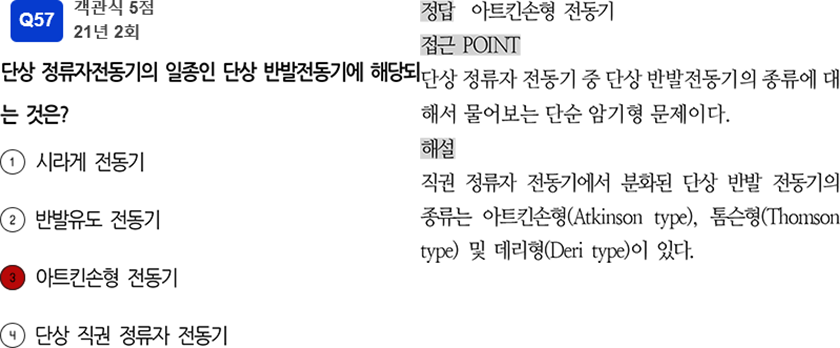 Q57
객관식 5점
21년 2회
단상 정류자전동기의 일종인 단상 반발전동기에 해당되
는 것은?
1 시라게 전동기
2 반발유도 전동기
3 아트킨손형 전동기
4 단상 직권 정류자 전동기
정답 아트킨손형 전동기
접근 POINT
단상 정류자 전동기 중 단상 반발전동기의 종류에 대
해서 물어보는 단순 암기형 문제이다.
해설
직권 정류자 전동기에서 분화된 단상 반발 전동기의
종류는 아트킨손형(Atkinson type), 톰슨형(Thomson
type) 및 데리형(Deri type)이 있다.